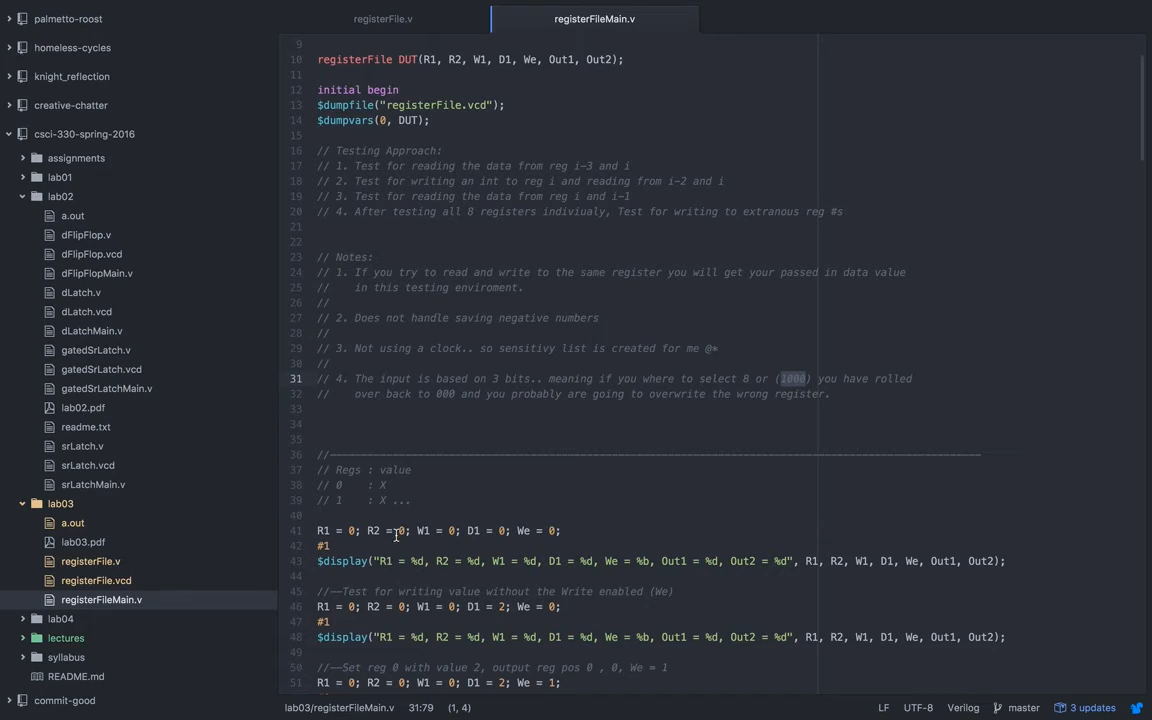 palmetto-roost
homeless-cycles
knight_reflection
creative-chatter
csci-330-spring-2016
assignments
lab01
lab02
a.out
dFlipFlop.v
dFlipFlop.vcd
dFlipFlopMain.v
dLatch.v
dLatch.vcd
dLatchMain.v
gatedSrLatch.v
gatedSrLatch.vcd
gatedSrLatchMain.v
lab02.pdf
readme.txt
srLatch.v
srLatch.vcd
srLatchMain.v
lab03
a.out
lab03.pdf
registerFile.v
registerFile.vcd
registerFileMain.v
lab04
lectures
syllabus
README.md
commit-good
registerFile.v
registerFileMain.v
9
10 registerFile DUT(R1, R2, W1, D1, We, Out1, Out2);
11
12 initial begin
13 $dumpfile("registerFile.vcd");
14 $dumpvars(0, DUT);
15
16 // Testing Approach:
17 // 1. Test for reading the data from reg i-3 and i
18 // 2. Test for writing an int to reg i and reading from i-2 and i
19 // 3. Test for reading the data from reg i and i-1
20 // 4. After testing all 8 registers indiviualy, Test for writing to extranous reg #s
21
22
23 // Notes:
24 // 1. If you try to read and write to the same register you will get your passed in data value
25 // in this testing enviroment.
26 //
27 // 2. Does not handle saving negative numbers
28 //
29 // 3. Not using a clock.. so sensitivy list is created for me @*
30 //
31 // 4. The input is based on 3 bits.. meaning if you where to select 8 or (1000) you have rolled
32 // over back to 000 and you probably are going to overwrite the wrong register.
33
34
35
36 //————————————————————————————————————————
37 // Regs : value
38 // 0 : X
39 // 1 : X ...
40
41 R1 = 0; R2 = 0; W1 = 0; D1 = 0; We = 0;
42 #1
43 $display("R1 = %d, R2 = %d, W1 = %d, D1 = %d, We = %b, Out1 = %d, Out2 = %d", R1, R2, W1, D1, We, Out1, Out2);
44
45 //——Test for writing value without the Write enabled (We)
46 R1 = 0; R2 = 0; W1 = 0; D1 = 2; We = 0;
47 #1
48 $display("R1 = %d, R2 = %d, W1 = %d, D1 = %d, We = %b, Out1 = %d, Out2 = %d", R1, R2, W1, D1, We, Out1, Out2);
49
50 //——Set reg 0 with value 2, output reg pos 0 , 0, We = 1
51 R1 = 0; R2 = 0; W1 = 0; D1 = 2; We = 1;
lab03/registerFileMain.v 31:79 (1, 4) LF UTF-8 Verilog master 3 updates